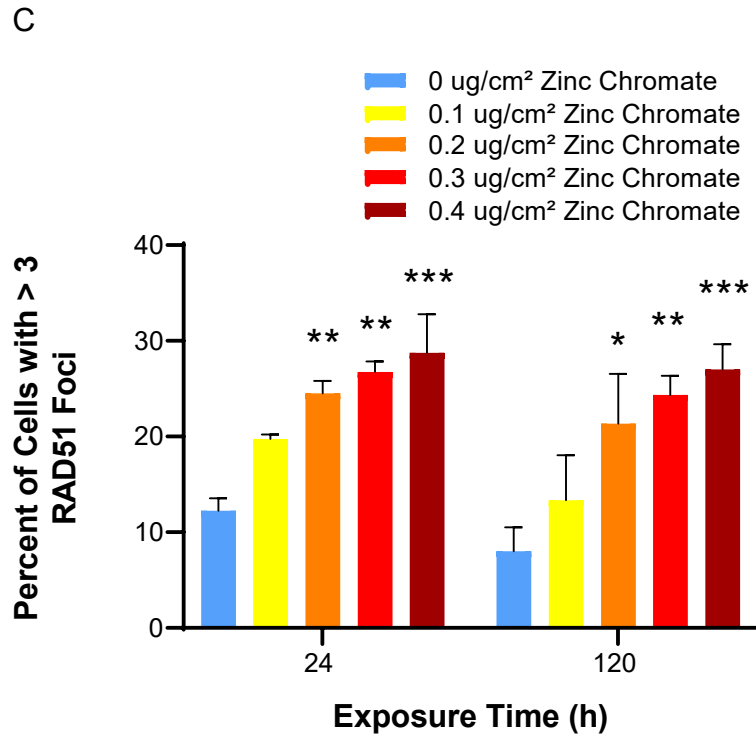 C
0 ug/cm² Zinc Chromate
0.1 ug/cm² Zinc Chromate
0.2 ug/cm² Zinc Chromate
0.3 ug/cm² Zinc Chromate
0.4 ug/cm² Zinc Chromate
Percent of Cells with > 3
RAD51 Foci
40
30
20
10
0
** ** ***
* ** ***
24 120
Exposure Time (h)